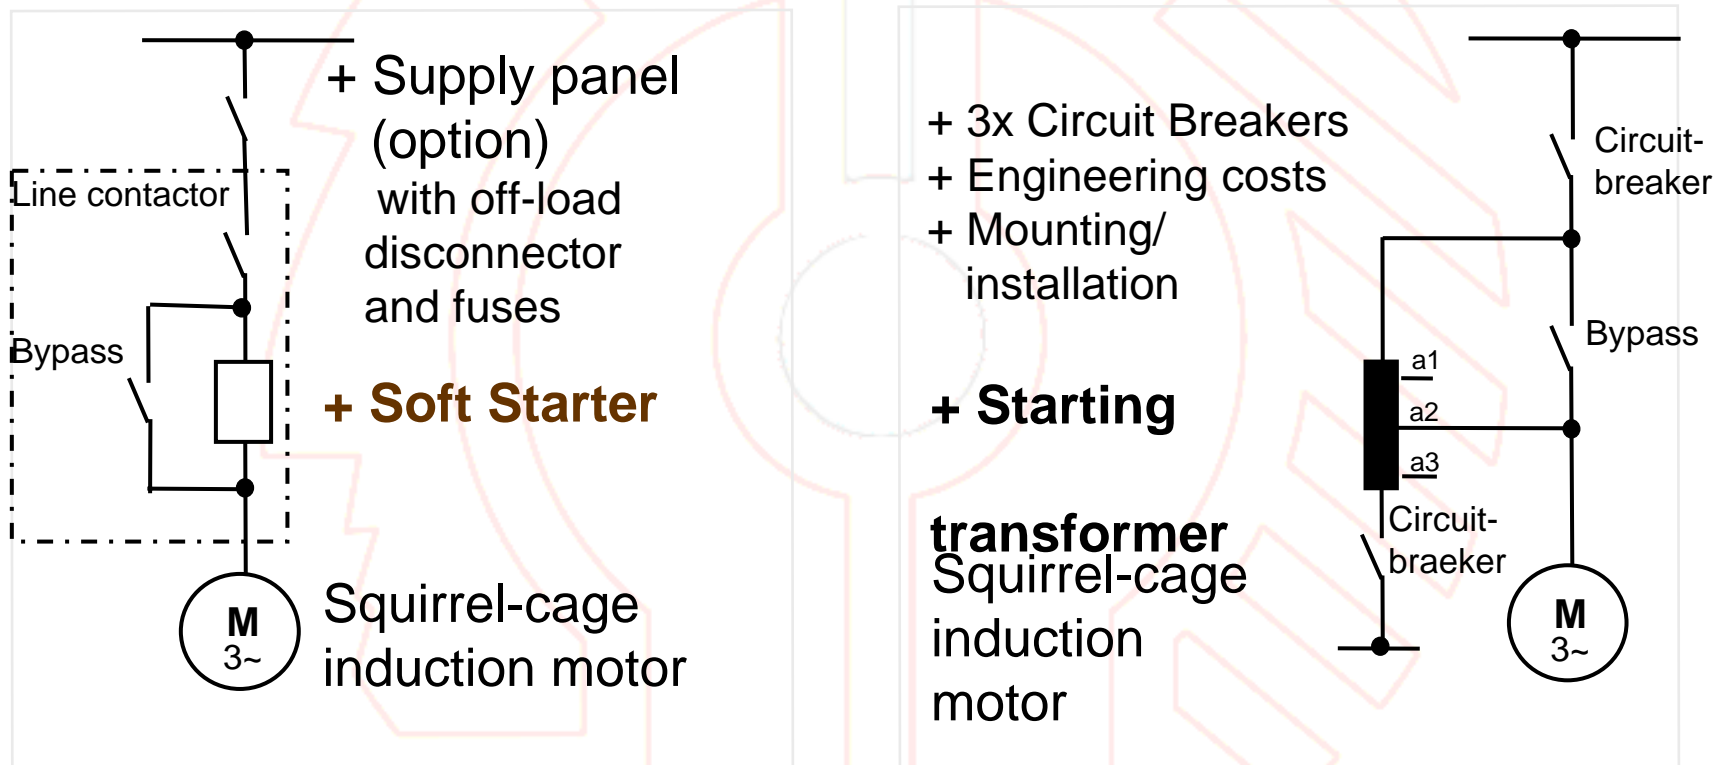 + Supply panel
(option)
with off-load
disconnector
and fuses
Line contactor
Bypass
+ Soft Starter
M
3~
Squirrel-cage
induction motor
+ 3x Circuit Breakers
+ Engineering costs
+ Mounting/
installation
+ Starting
transformer
Squirrel-cage
induction
motor
Circuit-
breaker
Bypass
a1
a2
a3
Circuit-
braeker
M
3~